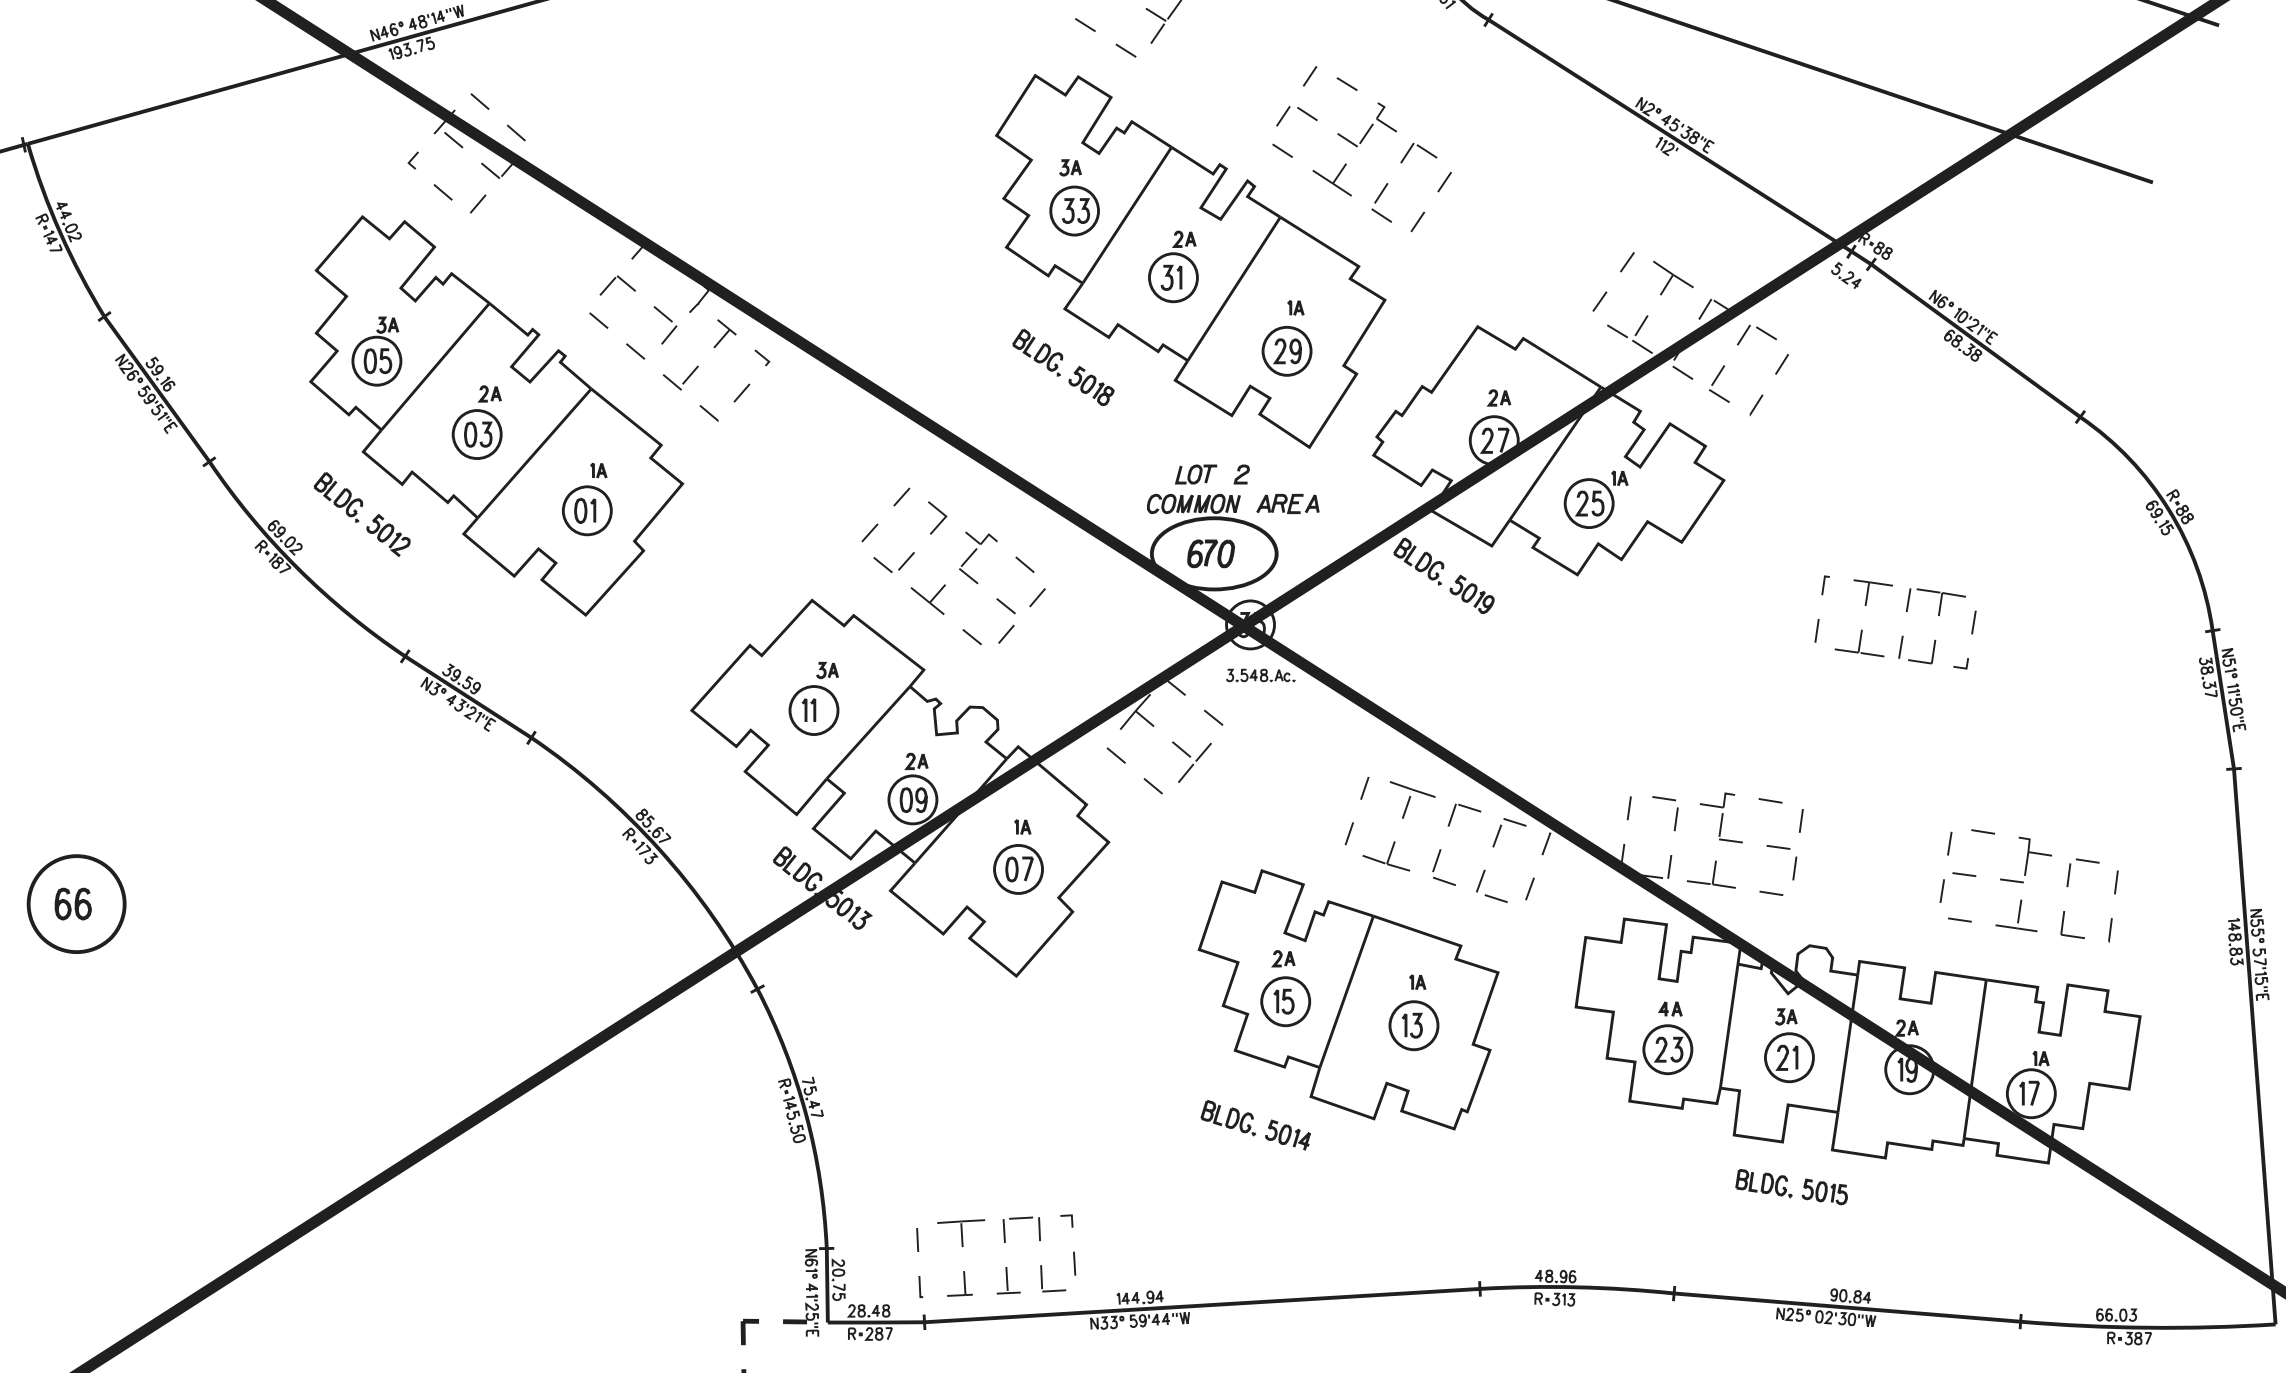 N46° 48'14"W
193.75
44.02
R=147
59.16
N26° 59'51"E
69.02
R=187
39.59
N3° 43'21"E
85.67
R=173
75.47
R=145.50
N61° 41'25"E
20.75
28.48
R=287
144.94
N33° 59'44"W
48.96
R=313
90.84
N25° 02'30"W
66.03
R=387
N55° 57'15"E
148.83
N51° 11'50"E
38.37
R=88
69.15
N6° 10'21"E
68.38
R=88
5.24
N2° 45'38"E
112'
3A
05
2A
03
1A
01
BLDG. 5012
3A
33
2A
31
1A
29
BLDG. 5018
2A
27
1A
25
BLDG. 5019
LOT 2
COMMON AREA
670
3.548.Ac.
3A
11
2A
09
1A
07
BLDG. 5013
2A
15
1A
13
BLDG. 5014
4A
23
3A
21
2A
19
1A
17
BLDG. 5015
66